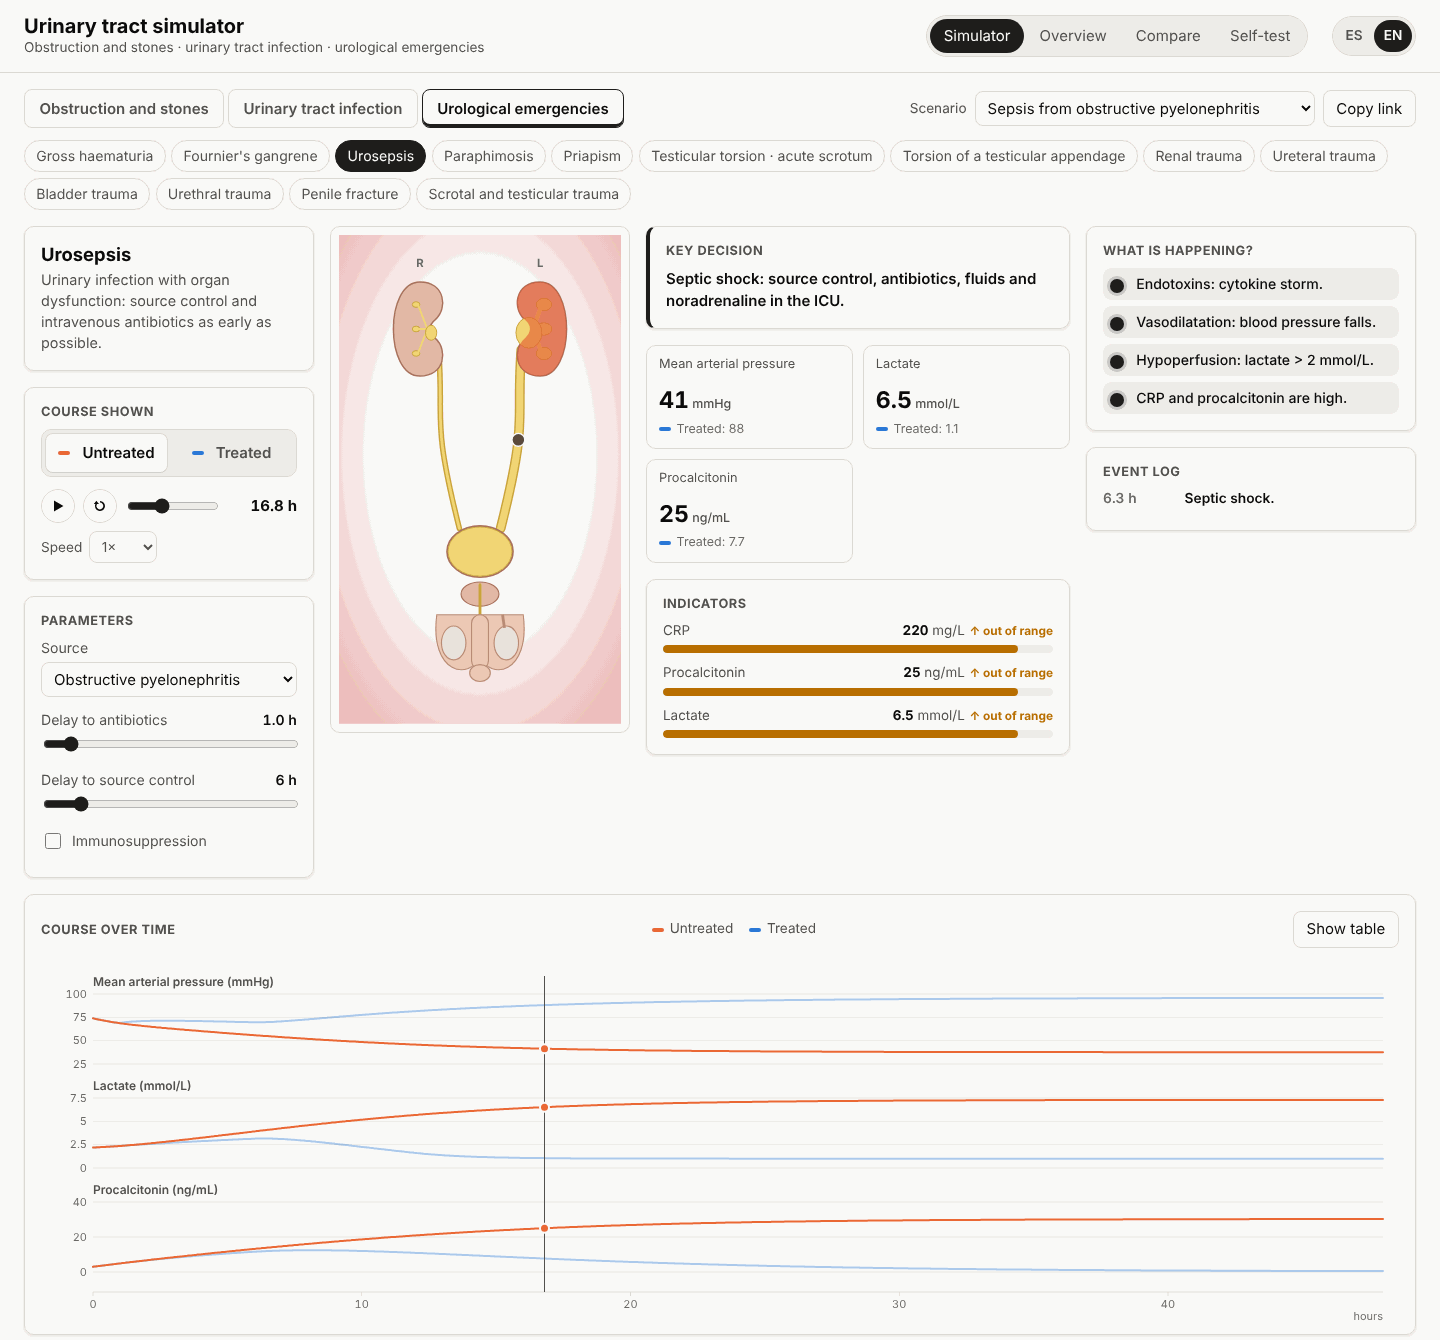 Urinary tract simulator
Obstruction and stones · urinary tract infection · urological emergencies
Simulator
Overview
Compare
Self-test
ES
EN
Obstruction and stones
Urinary tract infection
Urological emergencies
Scenario
Sepsis from obstructive pyelonephritis
Copy link
Gross haematuria
Fournier's gangrene
Urosepsis
Paraphimosis
Priapism
Testicular torsion · acute scrotum
Torsion of a testicular appendage
Renal trauma
Ureteral trauma
Bladder trauma
Urethral trauma
Penile fracture
Scrotal and testicular trauma
Urosepsis
Urinary infection with organ
dysfunction: source control and
intravenous antibiotics as early as
possible.
COURSE SHOWN
Untreated
Treated
16.8 h
Speed
1×
PARAMETERS
Source
Obstructive pyelonephritis
Delay to antibiotics
1.0 h
Delay to source control
6 h
Immunosuppression
R
L
KEY DECISION
Septic shock: source control, antibiotics, fluids and
noradrenaline in the ICU.
Mean arterial pressure
41 mmHg
Treated: 88
Lactate
6.5 mmol/L
Treated: 1.1
Procalcitonin
25 ng/mL
Treated: 7.7
INDICATORS
CRP
220 mg/L ↑ out of range
Procalcitonin
25 ng/mL ↑ out of range
Lactate
6.5 mmol/L ↑ out of range
WHAT IS HAPPENING?
Endotoxins: cytokine storm.
Vasodilatation: blood pressure falls.
Hypoperfusion: lactate > 2 mmol/L.
CRP and procalcitonin are high.
EVENT LOG
6.3 h
Septic shock.
COURSE OVER TIME
Untreated
Treated
Show table
Mean arterial pressure (mmHg)
100
75
50
25
Lactate (mmol/L)
7.5
5
2.5
0
Procalcitonin (ng/mL)
40
20
0
0
10
20
30
40
hours